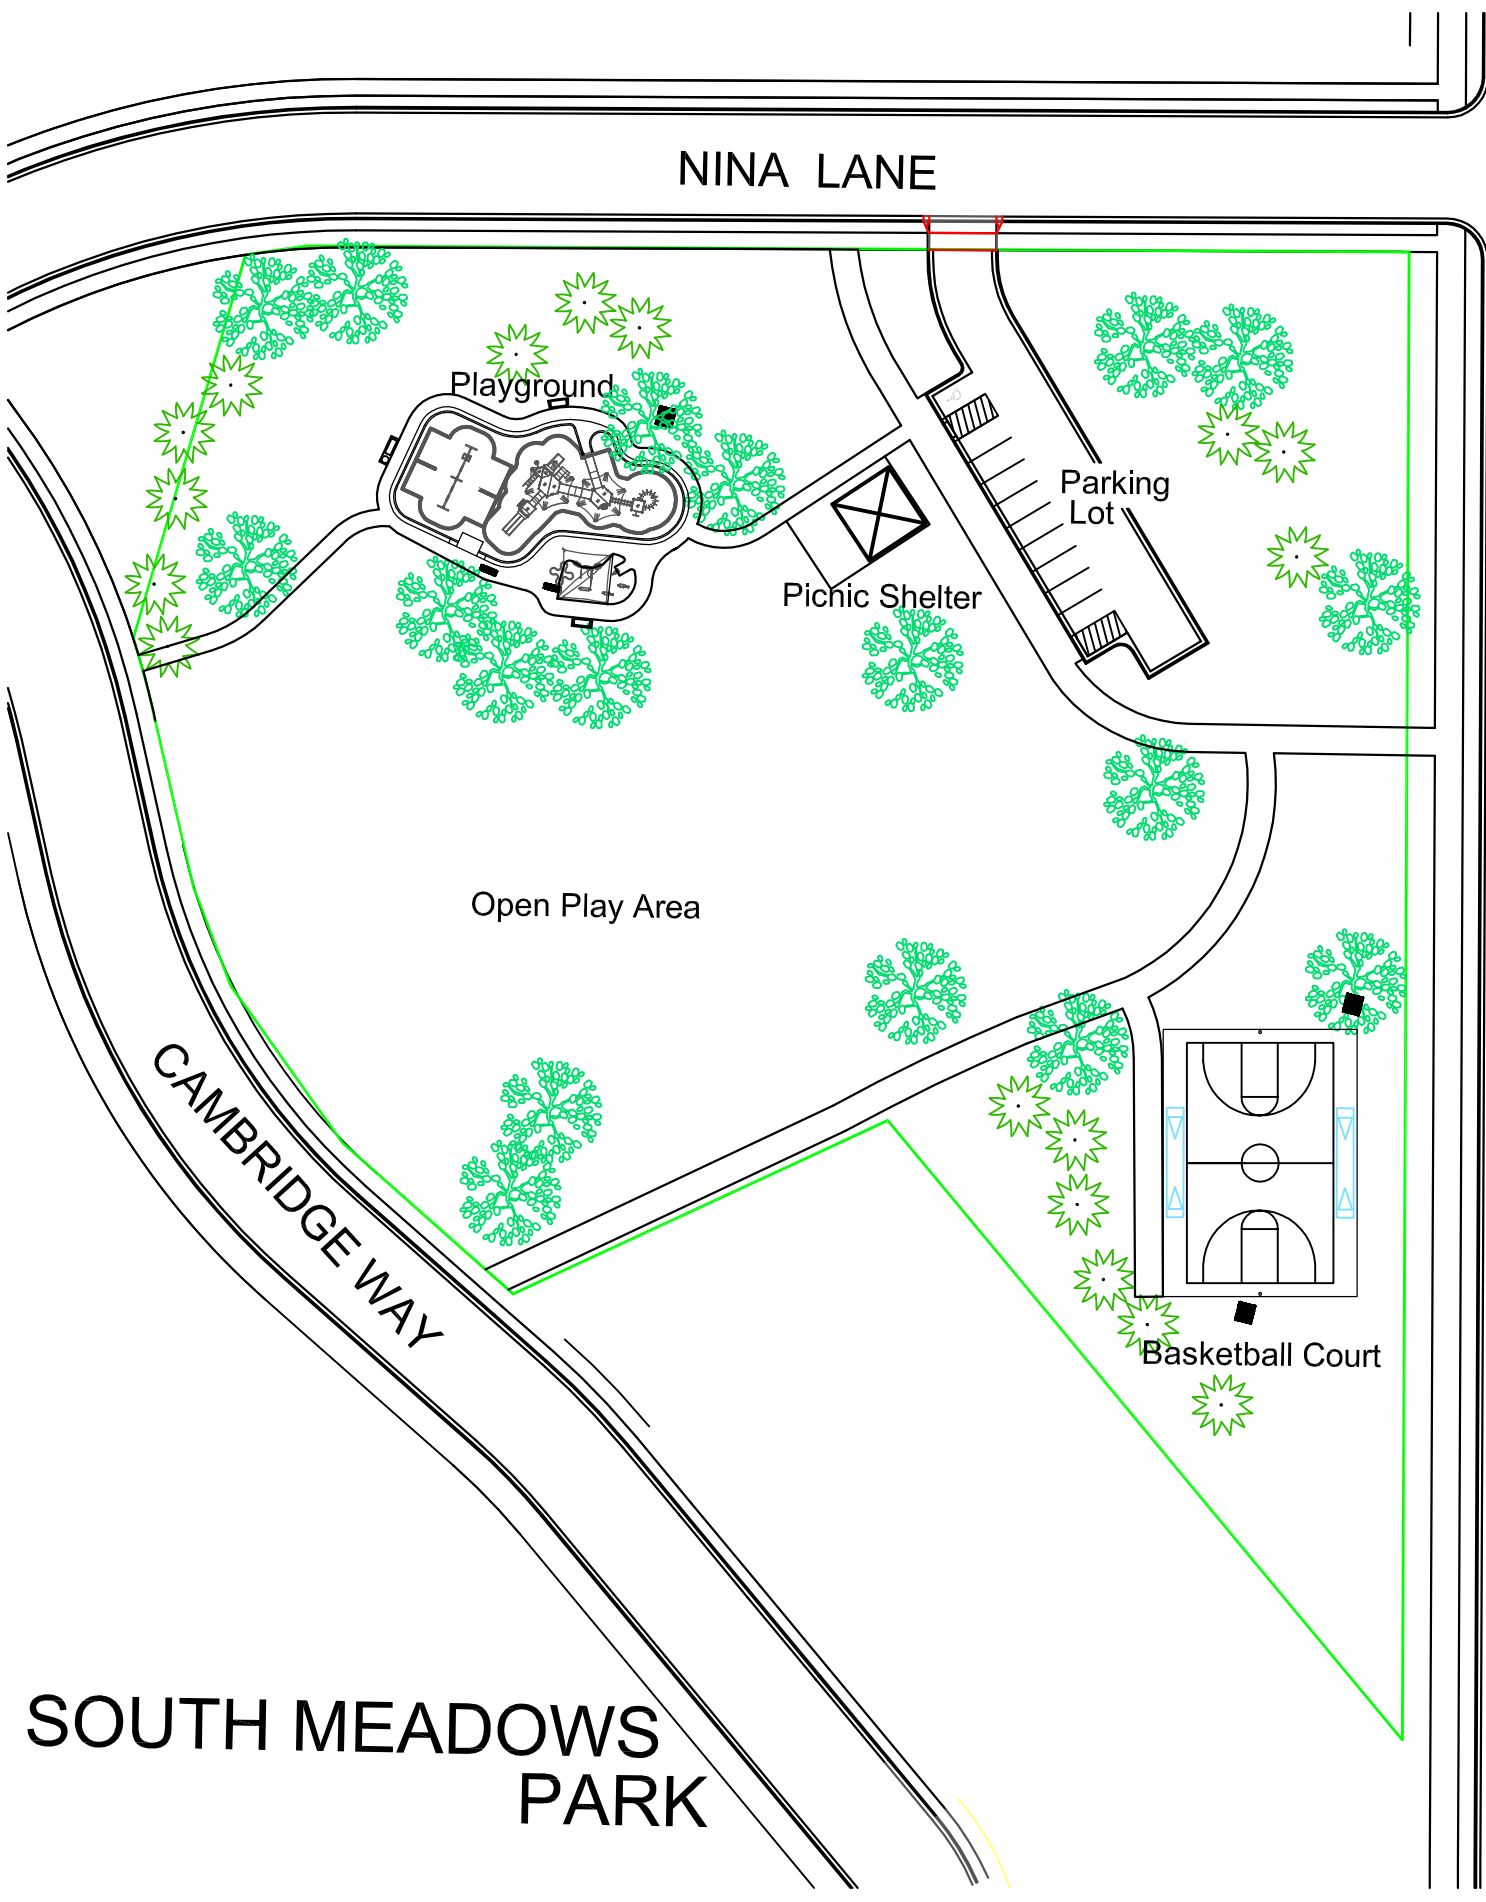 NINA LANE
Playground
Parking
Lot
Picnic Shelter
Open Play Area
CAMBRIDGE WAY
Basketball Court
SOUTH MEADOWS
PARK